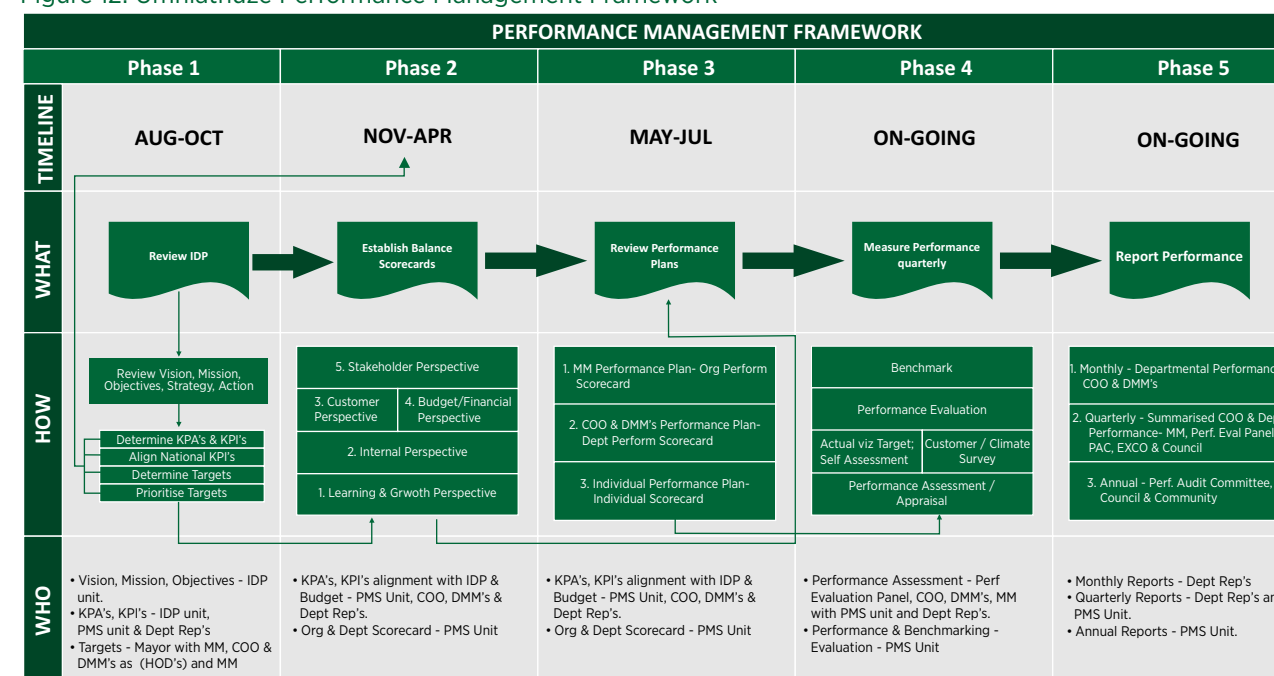 Figure 12: Umhlathuze Performance Management Framework
PERFORMANCE MANAGEMENT FRAMEWORK
Phase 1
Phase 2
Phase 3
Phase 4
Phase 5
TIMELINE
AUG-OCT
NOV-APR
MAY-JUL
ON-GOING
ON-GOING
WHAT
Review IDP
Establish Balance
Scorecards
Review Performance
Plans
Measure Performance
quarterly
Report Performance
HOW
Review Vision, Mission,
Objectives, Strategy, Action
Determine KPA's & KPI's
Align National KPI's
Determine Targets
Prioritise Targets
5. Stakeholder Perspective
3. Customer
Perspective
4. Budget/Financial
Perspective
2. Internal Perspective
1. Learning & Grwoth Perspective
1. MM Performance Plan- Org Perform
Scorecard
2. COO & DMM's Performance Plan-
Dept Perform Scorecard
3. Individual Performance Plan-
Individual Scorecard
Benchmark
Performance Evaluation
Actual viz Target;
Self Assessment
Customer / Climate
Survey
Performance Assessment /
Appraisal
1. Monthly - Departmental Performance
COO & DMM's
2. Quarterly - Summarised COO & De
Performance- MM, Perf. Eval Panel
PAC, EXCO & Council
3. Annual - Perf. Audit Committee,
Council & Community
WHO
• Vision, Mission, Objectives - IDP
unit.
• KPA's, KPI's - IDP unit,
PMS unit & Dept Rep's
• Targets - Mayor with MM, COO &
DMM's as (HOD's) and MM
• KPA's, KPI's alignment with IDP &
Budget - PMS Unit, COO, DMM's &
Dept Rep's.
• Org & Dept Scorecard - PMS Unit
• KPA's, KPI's alignment with IDP &
Budget - PMS Unit, COO, DMM's &
Dept Rep's.
• Org & Dept Scorecard - PMS Unit
• Performance Assessment - Perf
Evaluation Panel, COO, DMM's, MM
with PMS unit and Dept Rep's.
• Performance & Benchmarking -
Evaluation - PMS Unit
• Monthly Reports - Dept Rep's
• Quarterly Reports - Dept Rep's an
PMS Unit.
• Annual Reports - PMS Unit.